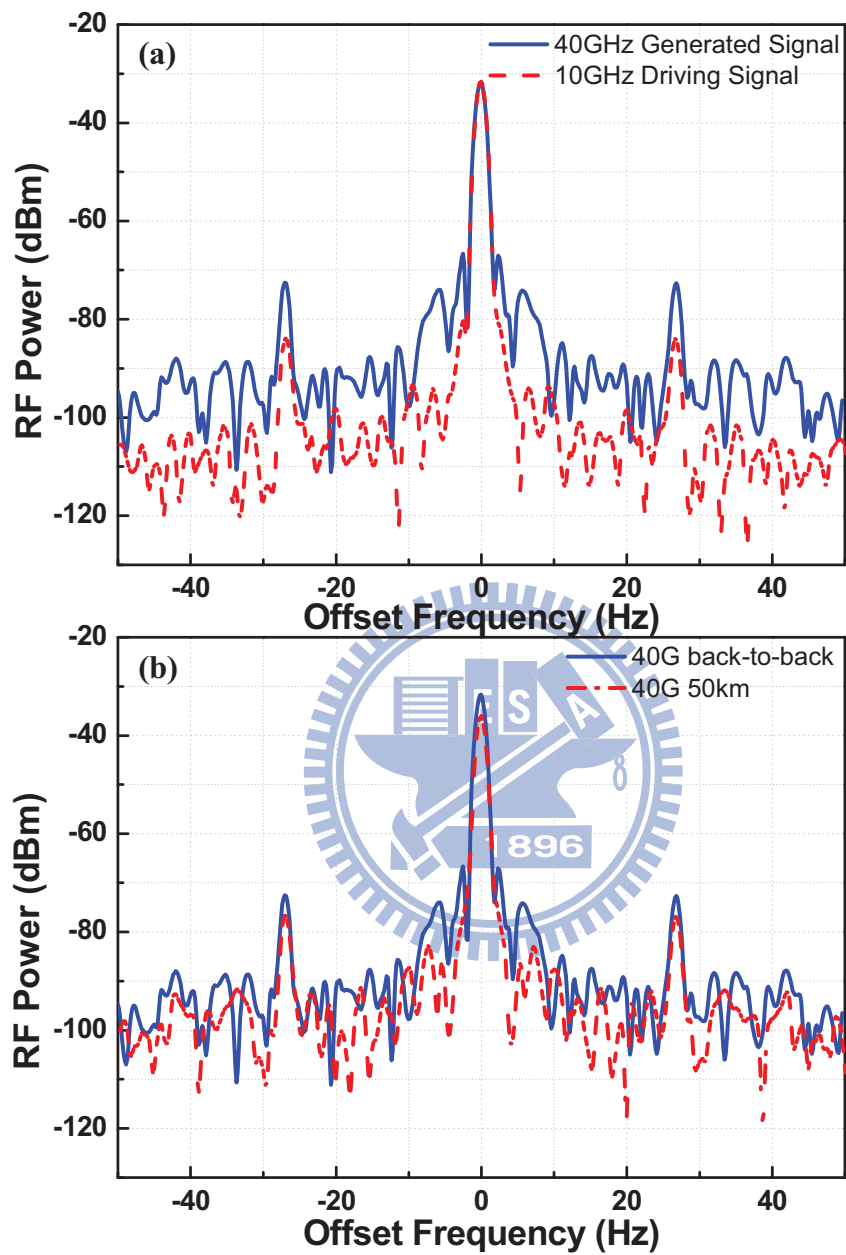 (a)
40GHz Generated Signal
10GHz Driving Signal
RF Power (dBm)
-20
-40
-60
-80
-100
-120
-40
-20
0
20
40
Offset Frequency (Hz)
(b)
40G back-to-back
40G 50km
RF Power (dBm)
-20
-40
-60
-80
-100
-120
E S A
1896
-40
-20
0
20
40
Offset Frequency (Hz)